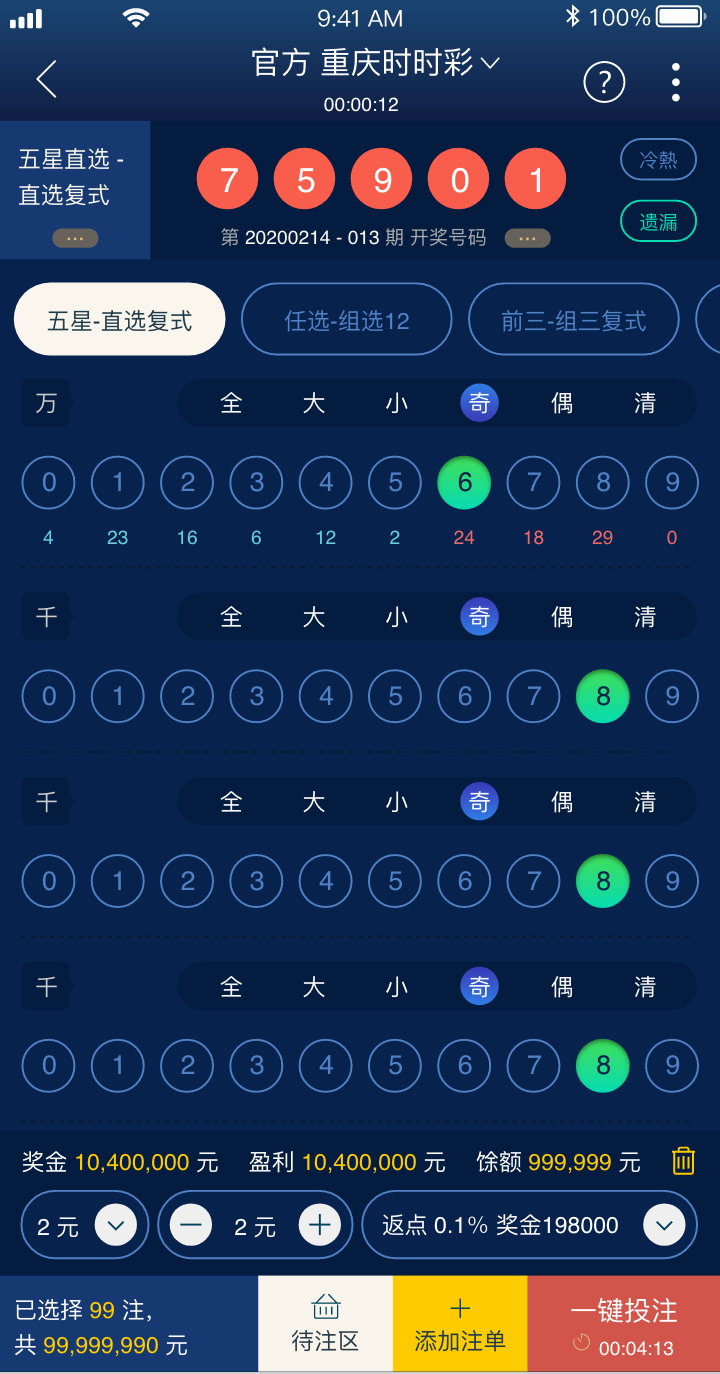 9:41 AM 100%
官方 重庆时时彩
00:00:12
?
五星直选 -
直选复式
7 5 9 0 1
第 20200214 - 013 期 开奖号码
冷熱
遗漏
五星-直选复式 任选-组选12 前三-组三复式
万 全 大 小 奇 偶 清
0 1 2 3 4 5 6 7 8 9
4 23 16 6 12 2 24 18 29 0
千 全 大 小 奇 偶 清
0 1 2 3 4 5 6 7 8 9
千 全 大 小 奇 偶 清
0 1 2 3 4 5 6 7 8 9
千 全 大 小 奇 偶 清
0 1 2 3 4 5 6 7 8 9
奖金 10,400,000 元 盈利 10,400,000 元 馀额 999,999 元
2 元 2 元 返点 0.1% 奖金198000
已选择 99 注,
共 99,999,990 元
待注区
添加注单
一键投注
00:04:13